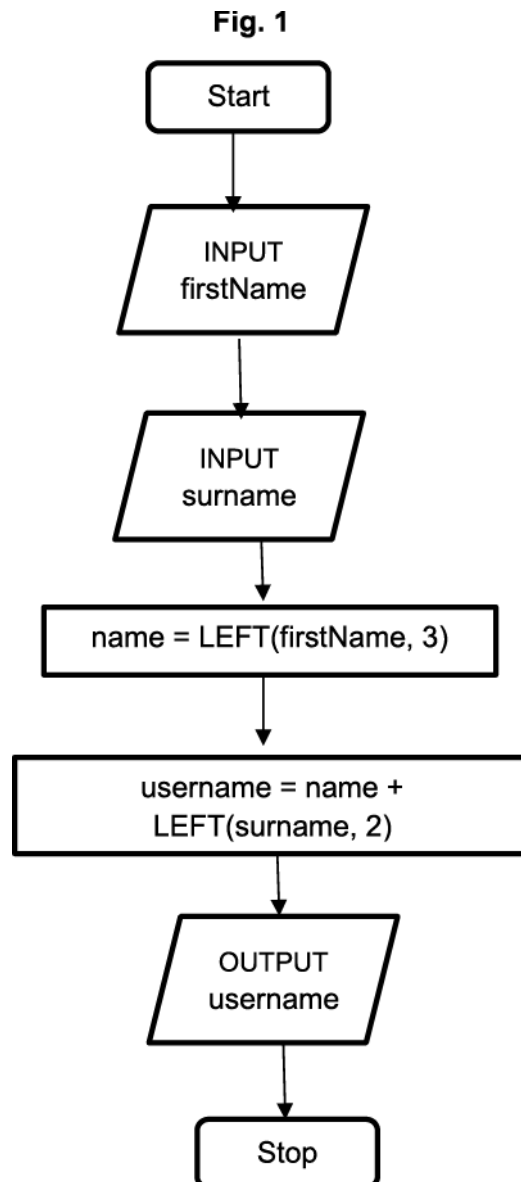 Fig. 1
Start
INPUT
firstName
INPUT
surname
name = LEFT(firstName, 3)
username = name +
LEFT(surname, 2)
OUTPUT
username
Stop